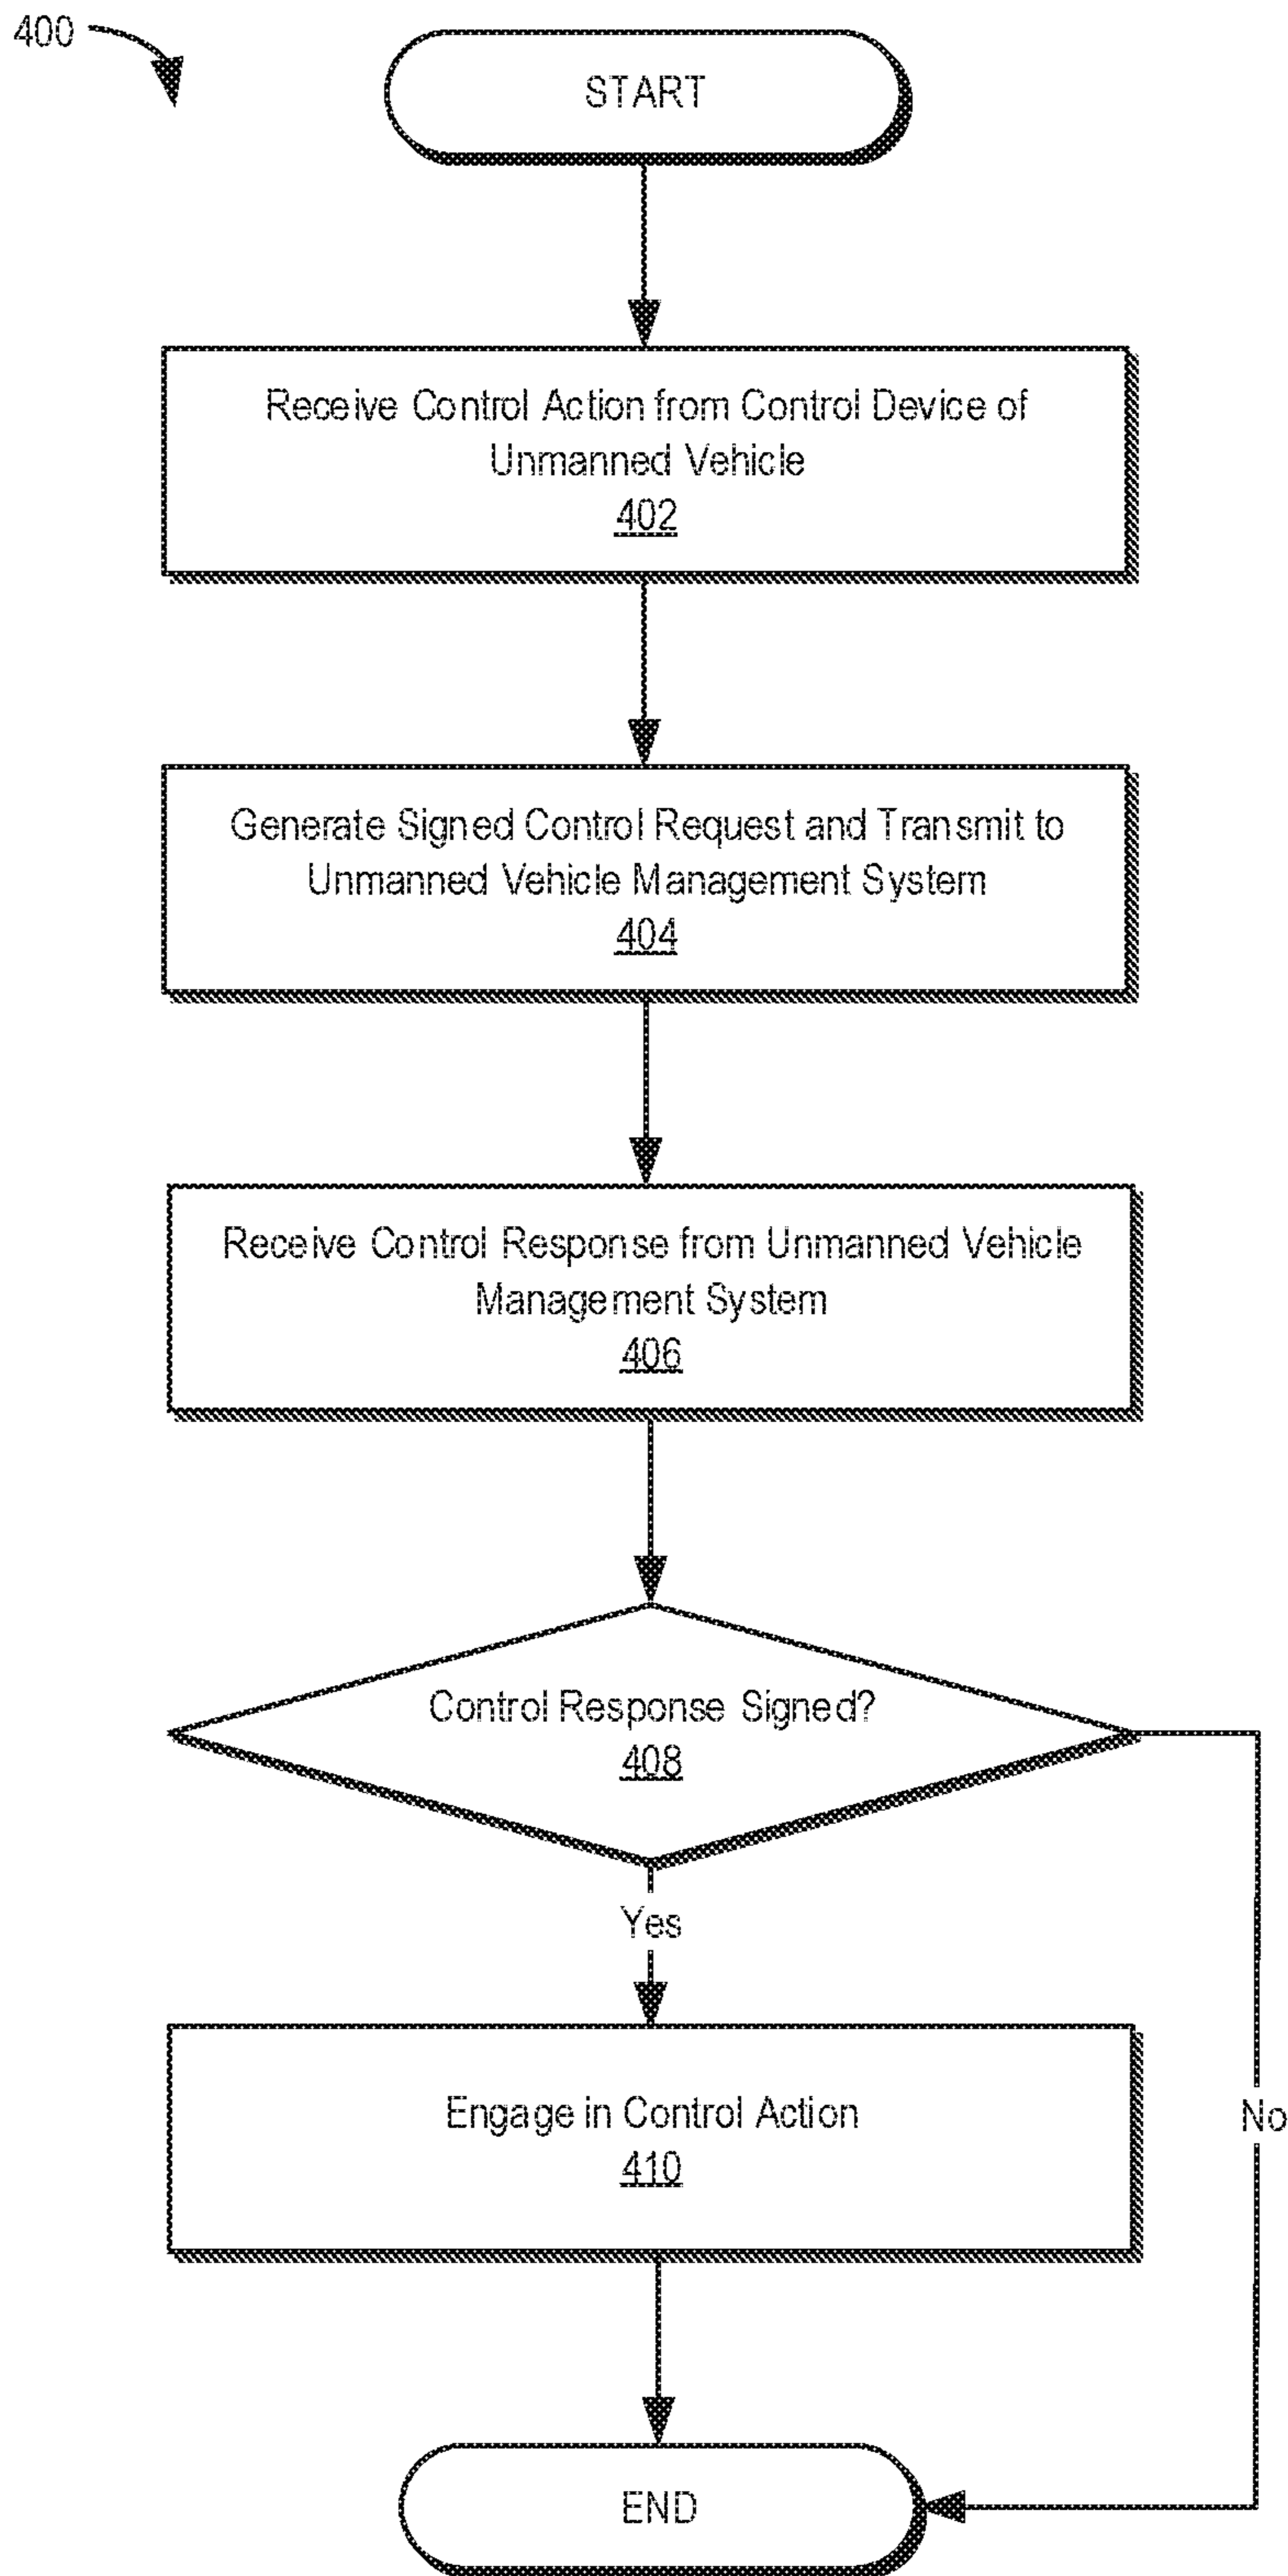 400
START
Receive Control Action from Control Device of
Unmanned Vehicle
402
Generate Signed Control Request and Transmit to
Unmanned Vehicle Management System
404
Receive Control Response from Unmanned Vehicle
Management System
406
Control Response Signed?
408
Yes
Engage in Control Action
410
No
END